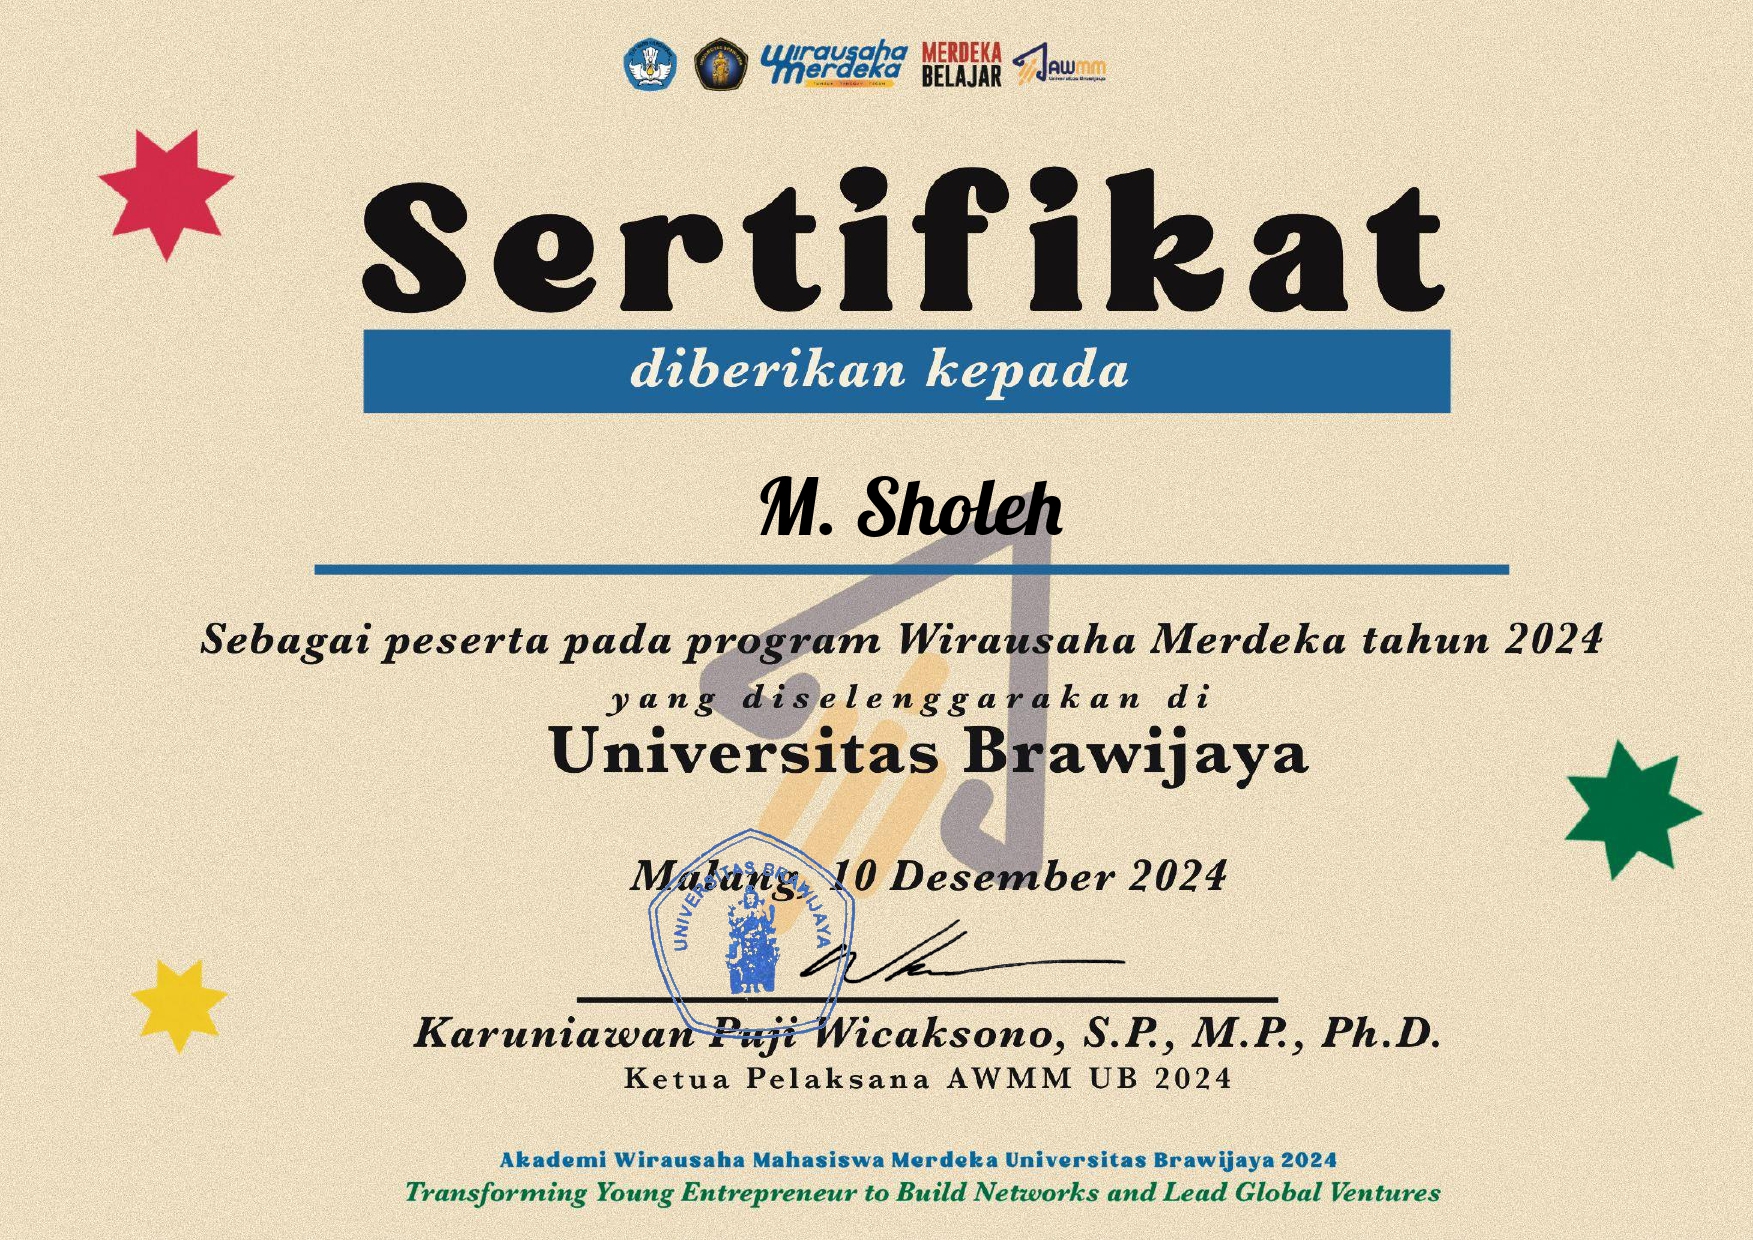 Wirausaha Merdeka
MERDEKA BELAJAR
AWMM
Universitas Brawijaya
Sertifikat
diberikan kepada
M. Sholeh
Sebagai peserta pada program Wirausaha Merdeka tahun 2024
yang diselenggarakan di
Universitas Brawijaya
Malang, 10 Desember 2024
UNIVERSITAS BRAWIJAYA
Karuniawan Puji Wicaksono, S.P., M.P., Ph.D.
Ketua Pelaksana AWMM UB 2024
Akademi Wirausaha Mahasiswa Merdeka Universitas Brawijaya 2024
Transforming Young Entrepreneur to Build Networks and Lead Global Ventures